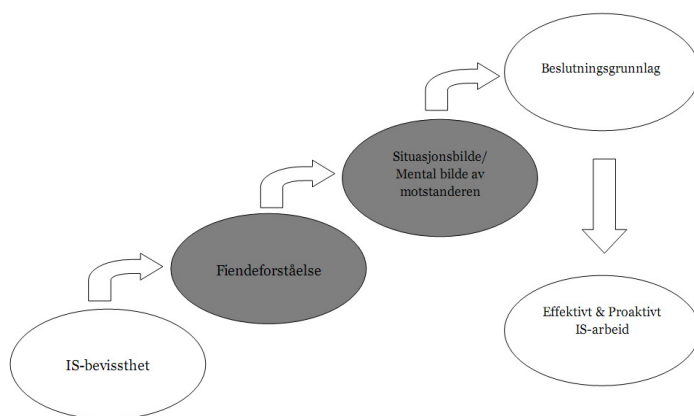 Beslutningsgrunnlag
Situasjonsbilde/
Mental bilde av
motstanderen
Fiendeforståelse
Effektivt & Proaktivt
IS-arbeid
IS-bevissthet